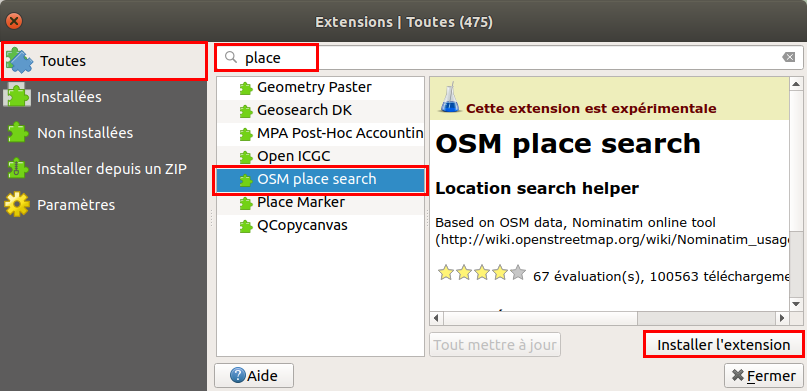 Extensions | Toutes (475)
Toutes
Installées
Non installées
Installer depuis un ZIP
Paramètres
place
Geometry Paster
Geosearch DK
MPA Post-Hoc Accountin
Open ICGC
OSM place search
Place Marker
QCopycanvas
Cette extension est expérimentale
OSM place search
Location search helper
Based on OSM data, Nominatim online tool
(http://wiki.openstreetmap.org/wiki/Nominatim_usage
67 évaluation(s), 100563 téléchargeme
Tout mettre à jour
Installer l'extension
Aide
Fermer